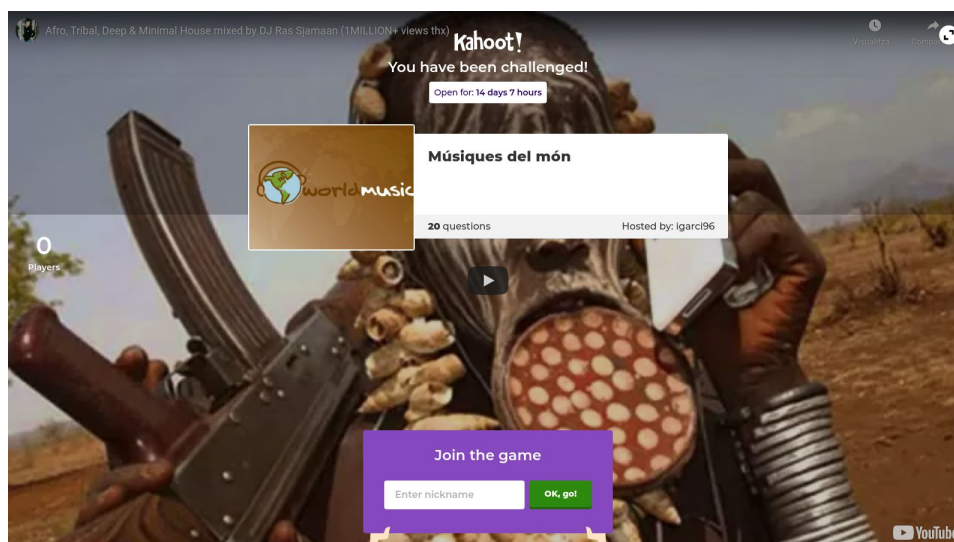 Afro, Tribal, Deep & Minimal House mixed by DJ Ras Sjamaan (1MILLION+ views thx)
Kahoot!
Visualitza
You have been challenged!
Open for: 14 days 7 hours
Músiques del món
worldmusic
20 questions
Hosted by: igarci96
0
Players
Join the game
Enter nickname
OK, go!
YouTube